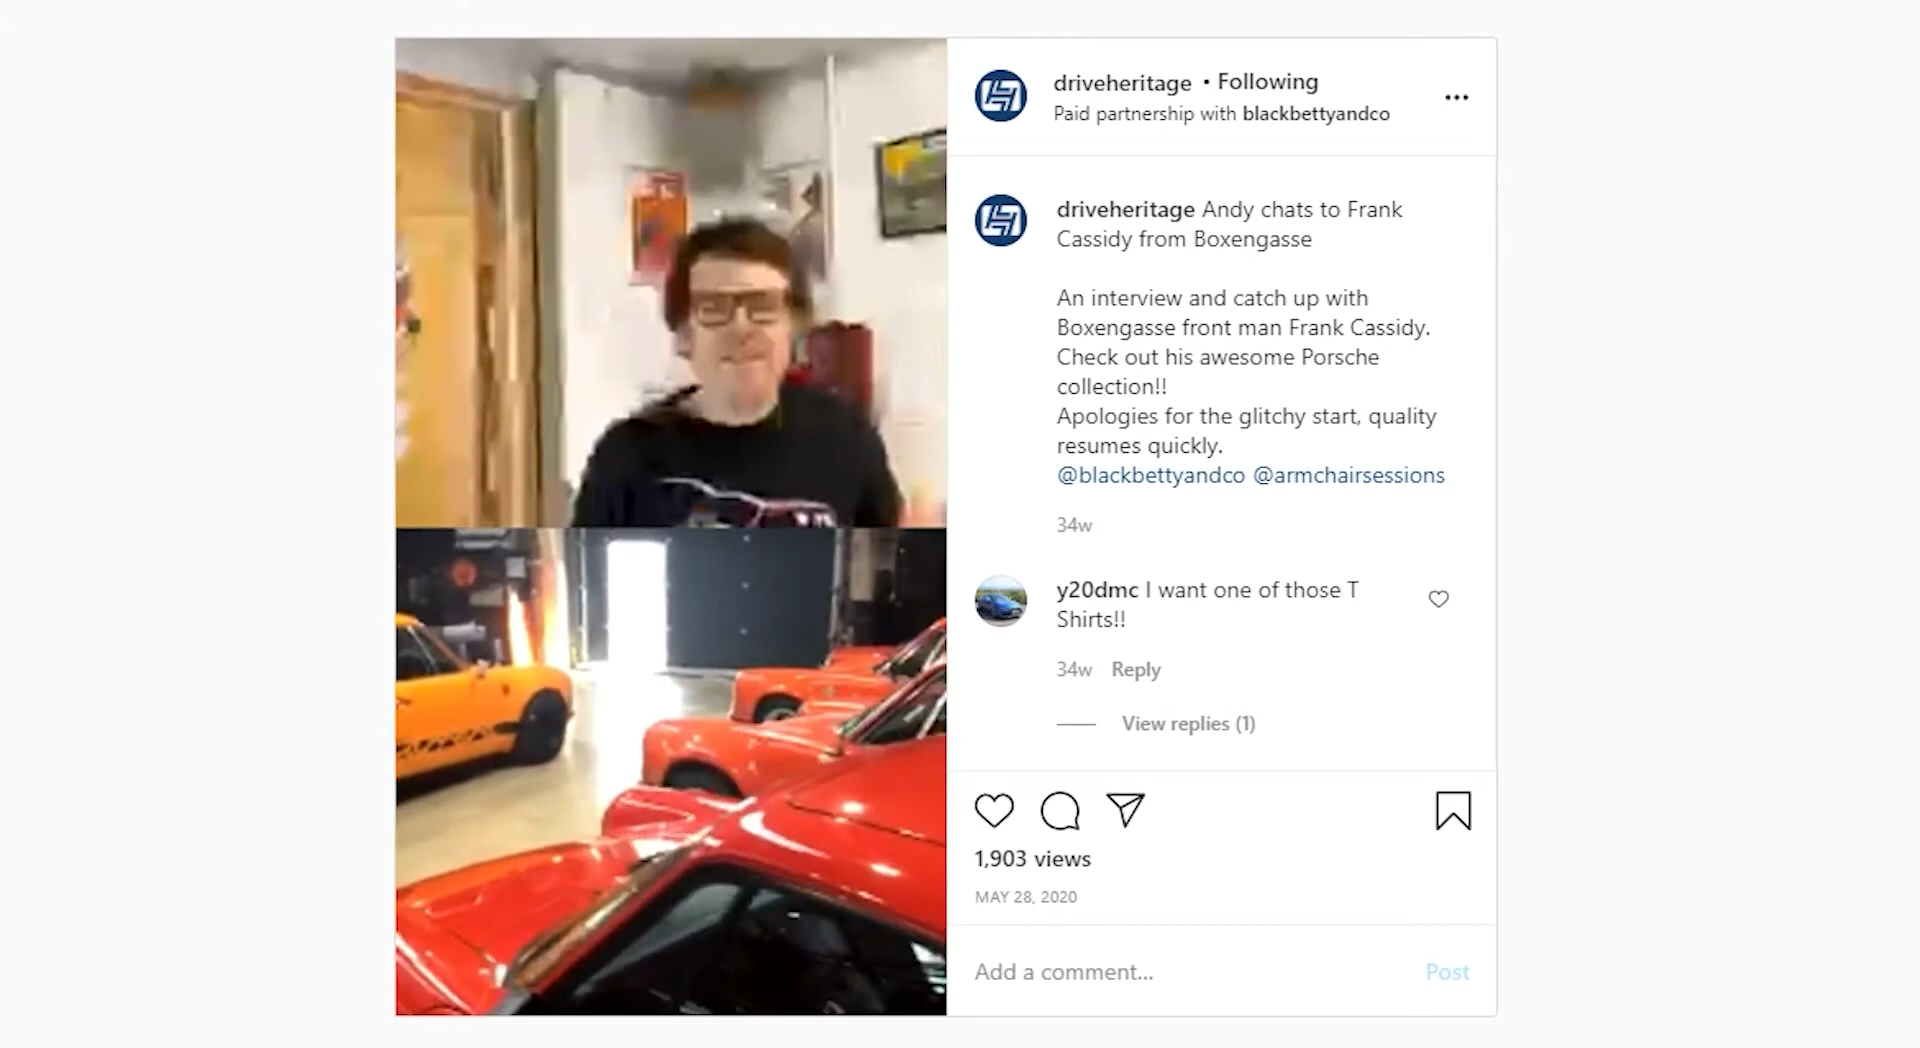 driveheritage • Following
Paid partnership with blackbettyandco
driveheritage Andy chats to Frank
Cassidy from Boxengasse
An interview and catch up with
Boxengasse front man Frank Cassidy.
Check out his awesome Porsche
collection!!
Apologies for the glitchy start, quality
resumes quickly.
@blackbettyandco @armchairsessions
34w
y20dmc I want one of those T
Shirts!!
34w Reply
View replies (1)
1,903 views
MAY 28, 2020
Add a comment...
Post